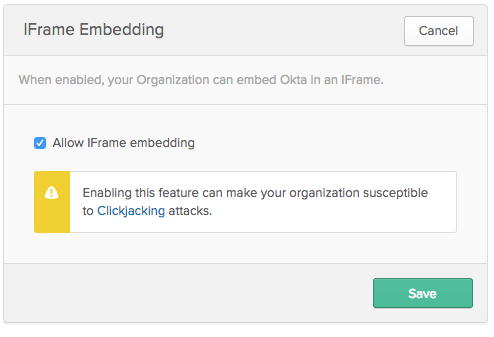 IFrame Embedding
Cancel
When enabled, your Organization can embed Okta in an IFrame.
Allow IFrame embedding
Enabling this feature can make your organization susceptible
to Clickjacking attacks.
Save